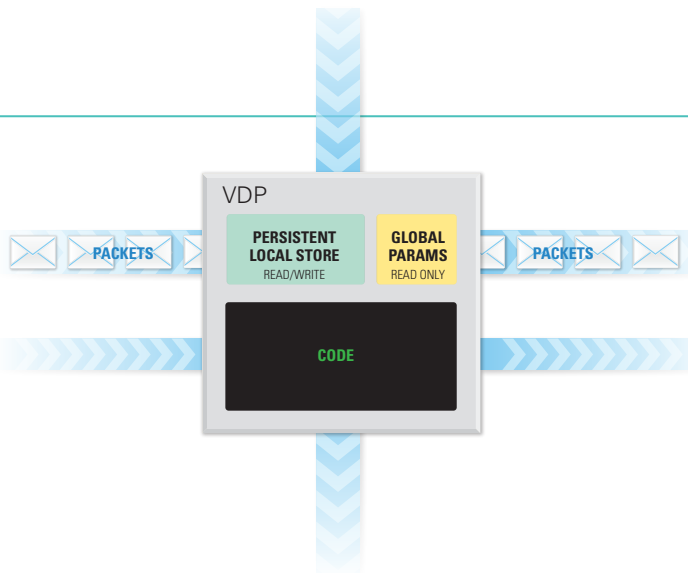 VDP
PERSISTENT
LOCAL STORE
READ/WRITE
GLOBAL
PARAMS
READ ONLY
PACKETS
PACKETS
CODE